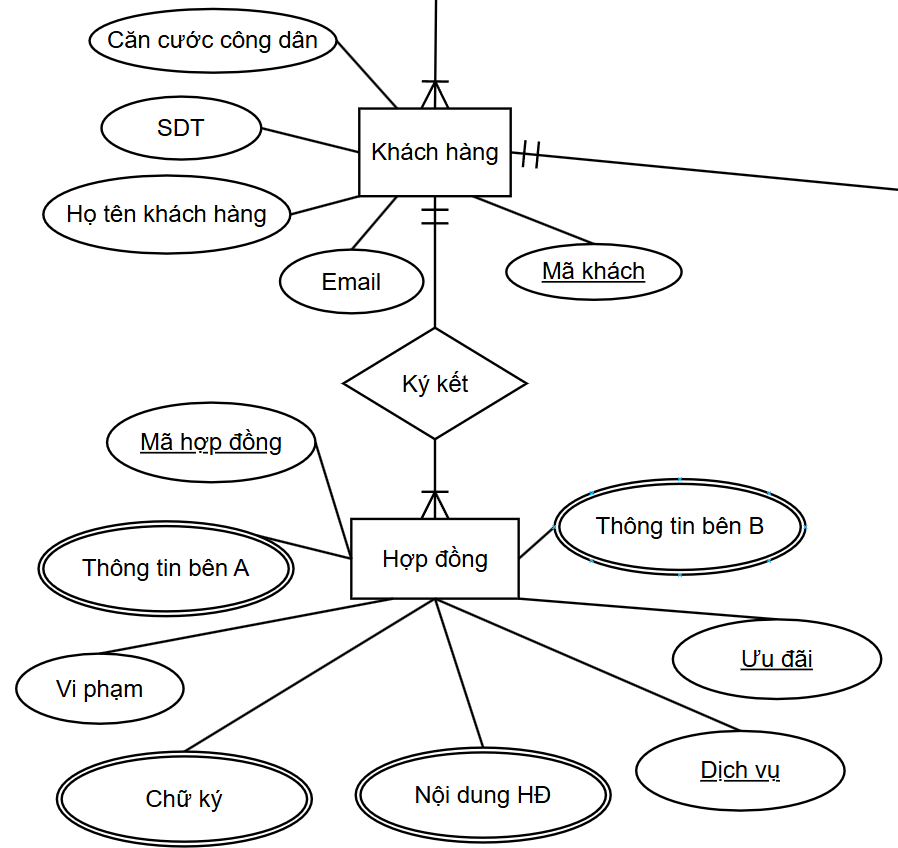 Căn cước công dân
SDT
Khách hàng
Họ tên khách hàng
Email
Mã khách
Ký kết
Mã hợp đồng
Thông tin bên B
Hợp đồng
Thông tin bên A
Ưu đãi
Vi phạm
Dịch vụ
Chữ ký
Nội dung HĐ